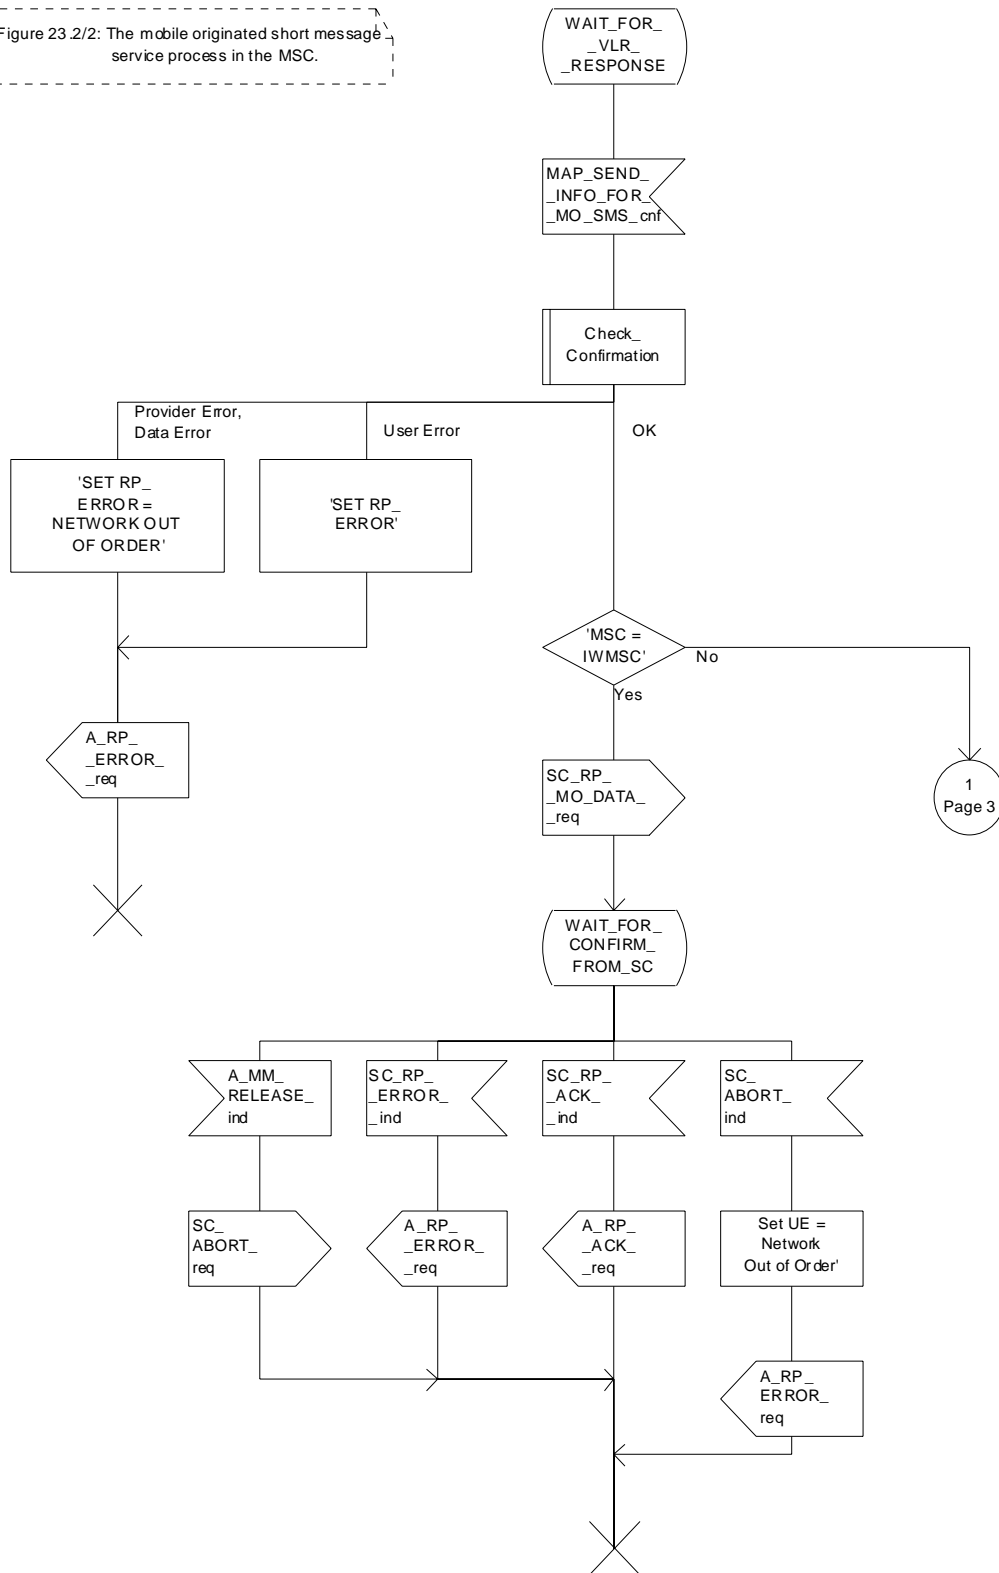 Figure 23.2/2: The mobile originated short message
service process in the MSC.
WAIT_FOR_
_VLR_
_RESPONSE
MAP_SEND_
_INFO_FOR_
_MO_SMS_cnf
Check_
Confirmation
Provider Error,
Data Error
User Error
OK
'SET RP_
ERROR =
NETWORK OUT
OF ORDER'
'SET RP_
ERROR'
'MSC =
IWMSC'
No
Yes
A_RP_
_ERROR_
_req
SC_RP_
_MO_DATA_
_req
1
Page 3
WAIT_FOR_
CONFIRM_
FROM_SC
A_MM_
RELEASE_
ind
SC_RP_
_ERROR_
_ind
SC_RP_
_ACK_
_ind
SC_
ABORT_
ind
SC_
ABORT_
req
A_RP_
_ERROR_
_req
A_RP_
_ACK_
_req
Set UE =
Network
Out of Order'
A_RP_
ERROR_
req